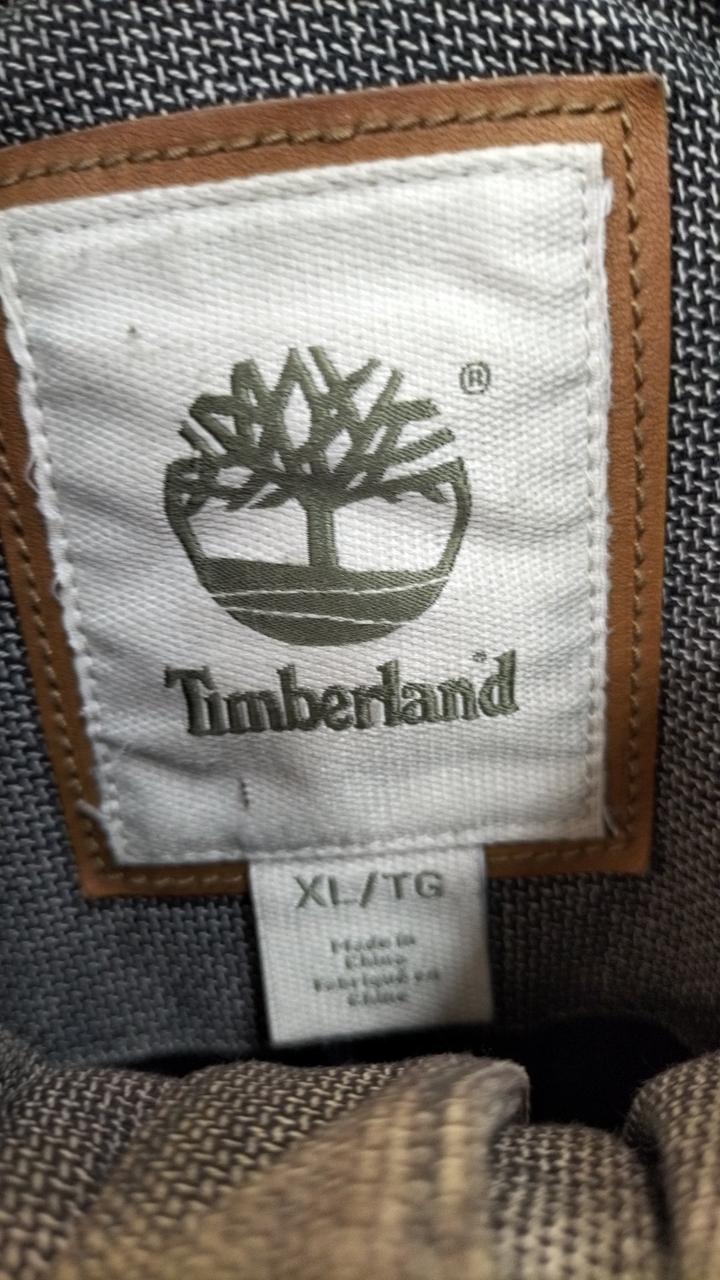 ®
Timberland®
XL/TG
Made in
China
Fabriqué en
Chine